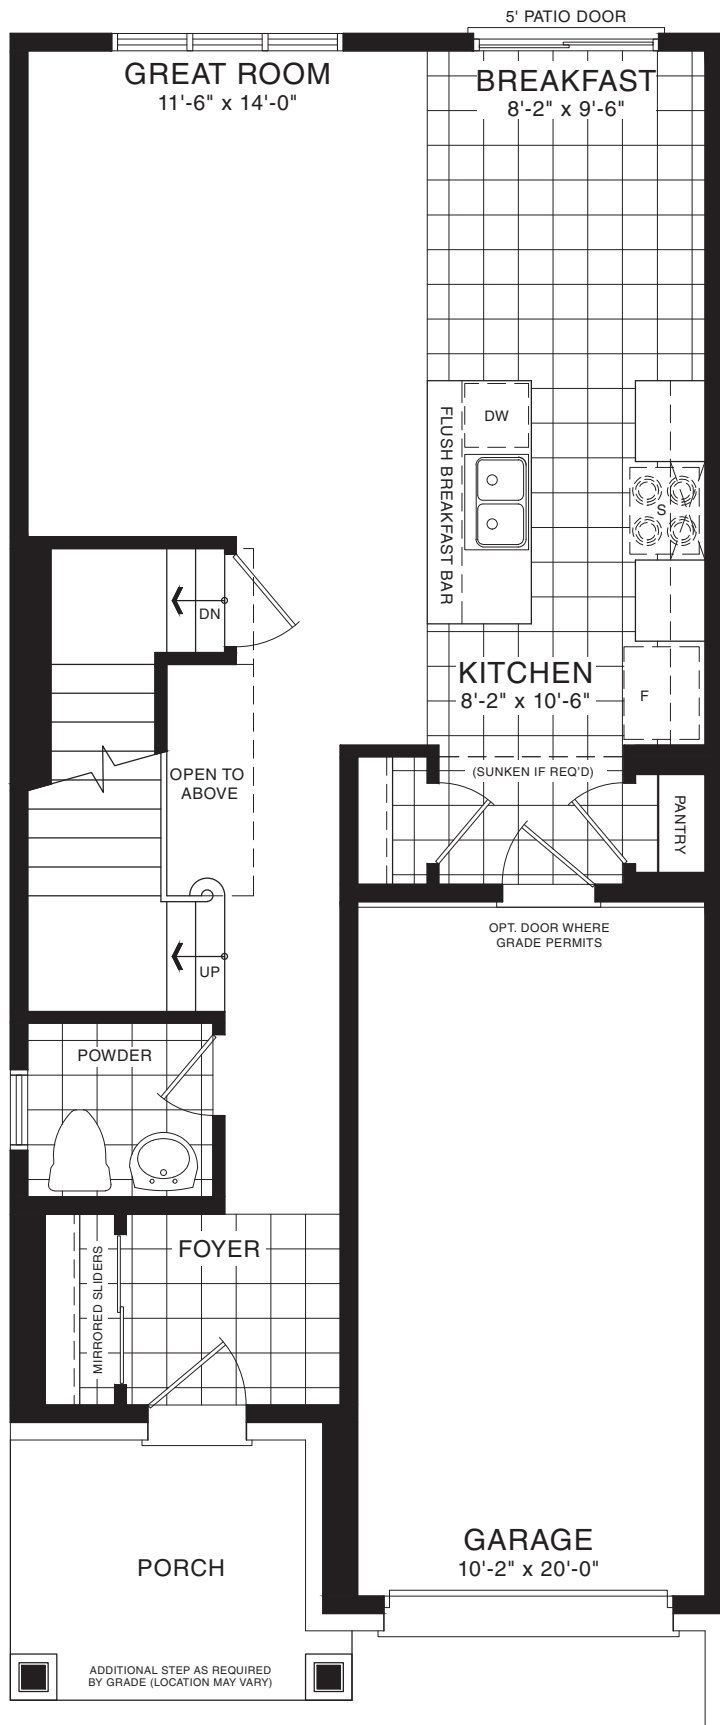 5' PATIO DOOR
GREAT ROOM
11'-6" x 14'-0"
BREAKFAST
8'-2" x 9'-6"
DW
FLUSH BREAKFAST BAR
S
DN
KITCHEN
8'-2" x 10'-6"
F
OPEN TO
ABOVE
(SUNKEN IF REQ'D)
PANTRY
OPT. DOOR WHERE
GRADE PERMITS
UP
POWDER
FOYER
MIRRORED SLIDERS
GARAGE
10'-2" x 20'-0"
PORCH
ADDITIONAL STEP AS REQUIRED
BY GRADE (LOCATION MAY VARY)